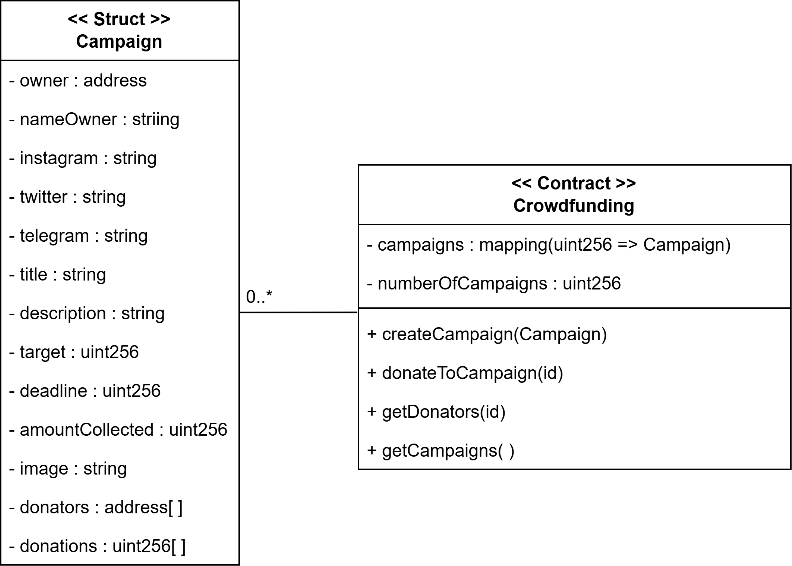 << Struct >>
Campaign
- owner : address
- nameOwner : striing
- instagram : string
- twitter : string
- telegram : string
- title : string
- description : string
- target : uint256
- deadline : uint256
- amountCollected : uint256
- image : string
- donators : address[ ]
- donations : uint256[ ]
0..*
<< Contract >>
Crowdfunding
- campaigns : mapping(uint256 => Campaign)
- numberOfCampaigns : uint256
+ createCampaign(Campaign)
+ donateToCampaign(id)
+ getDonators(id)
+ getCampaigns( )